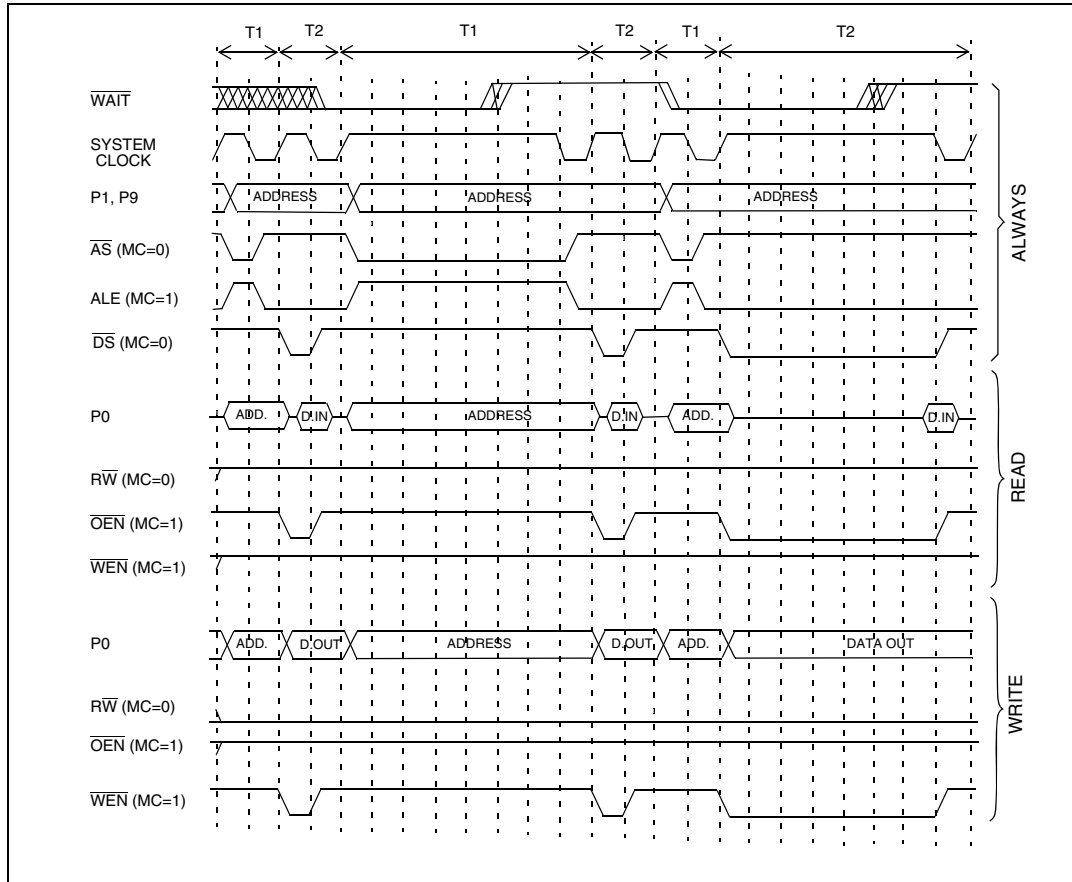 T1 T2 T1 T2 T1 T2
WAIT
SYSTEM
CLOCK
P1, P9 ADDRESS ADDRESS ADDRESS
AS (MC=0)
ALE (MC=1)
DS (MC=0)
ALWAYS
P0 ADD. D.IN ADDRESS D.IN ADD. D.IN
RW (MC=0)
OEN (MC=1)
WEN (MC=1)
READ
P0 ADD. D.OUT ADDRESS D.OUT ADD. DATA OUT
RW (MC=0)
OEN (MC=1)
WEN (MC=1)
WRITE